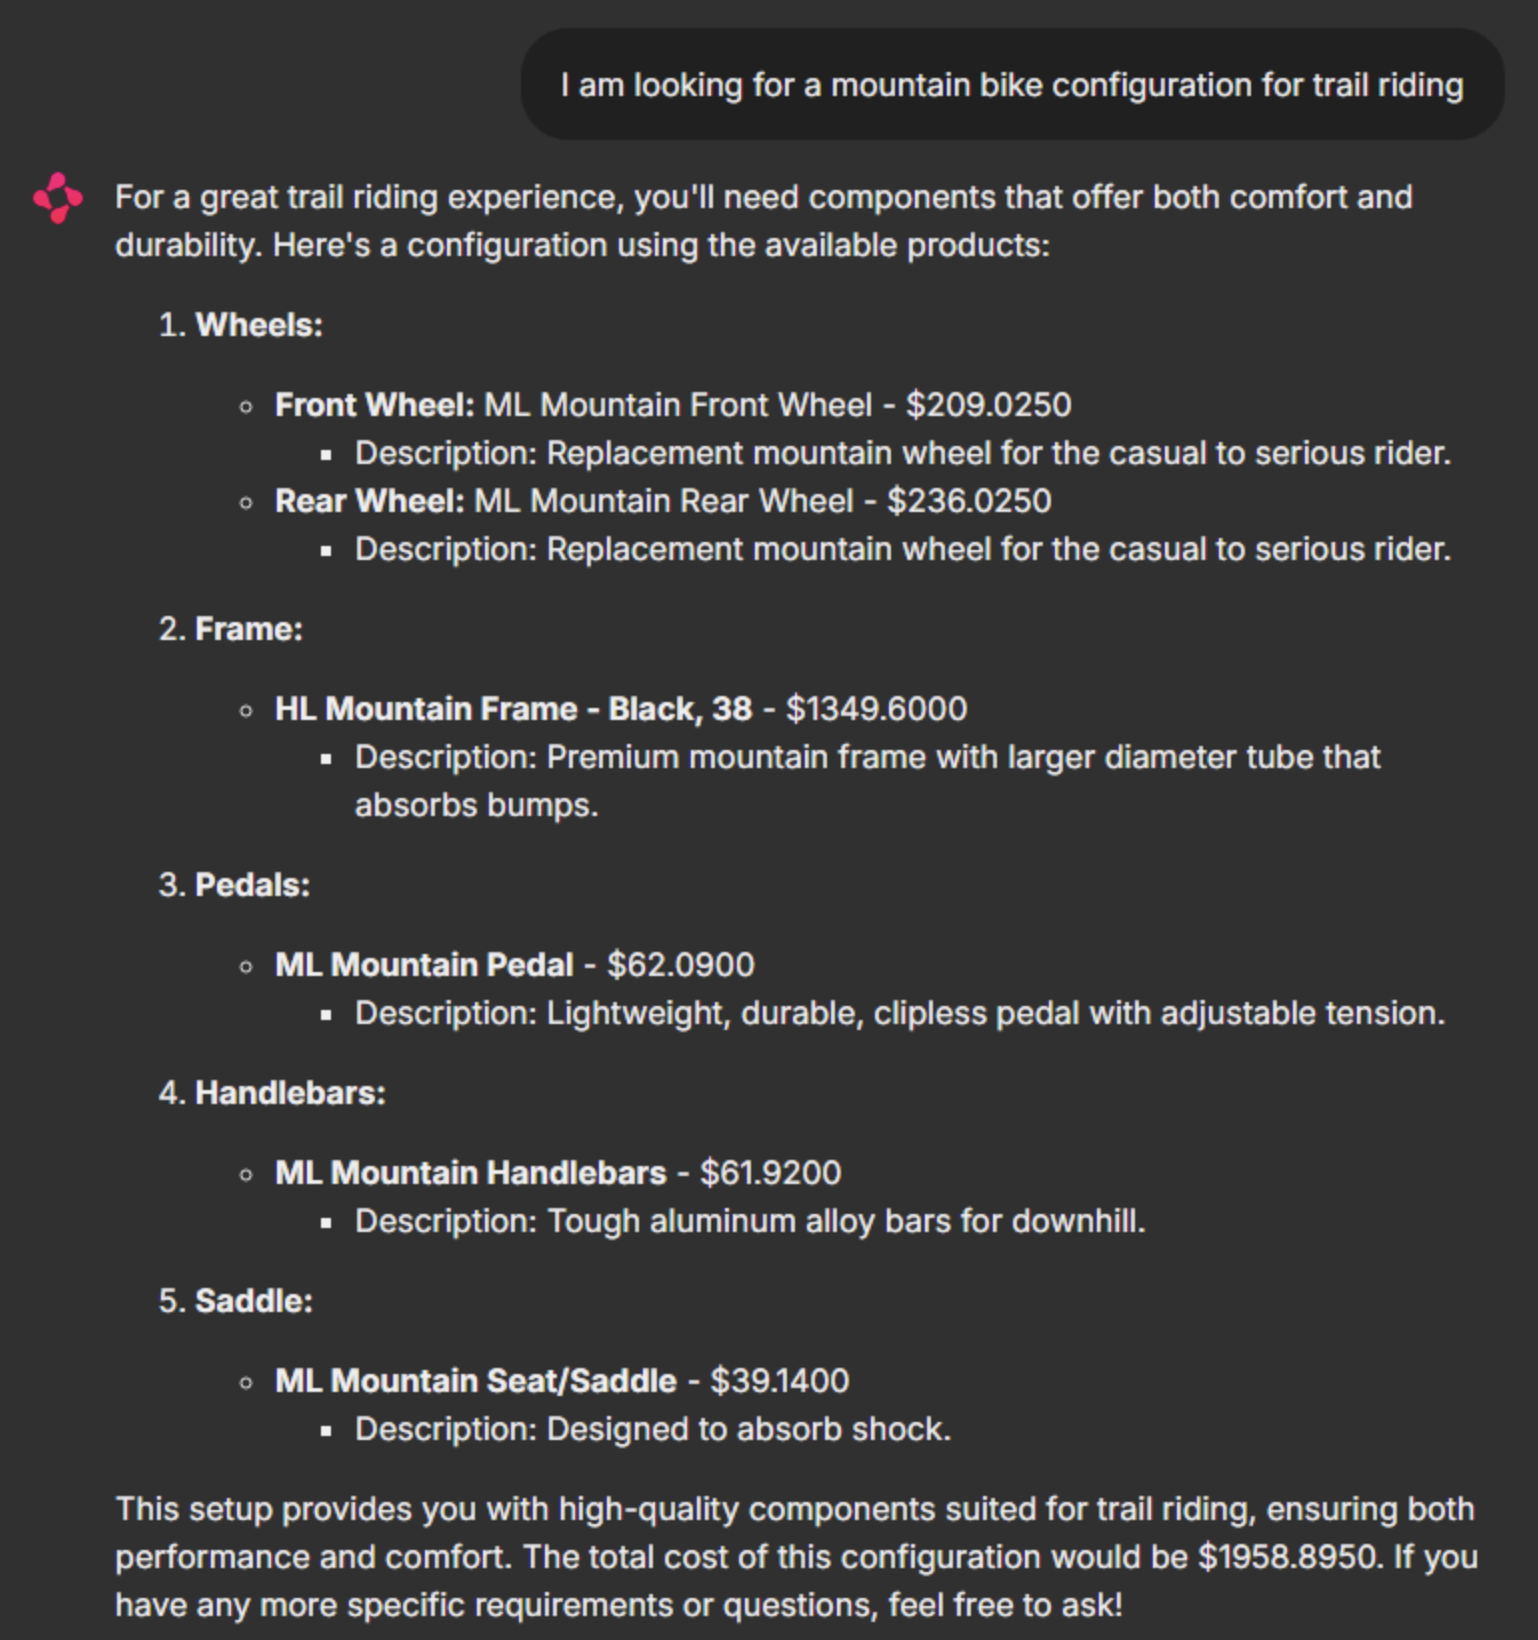 I am looking for a mountain bike configuration for trail riding
For a great trail riding experience, you'll need components that offer both comfort and
durability. Here's a configuration using the available products:
1. Wheels:
Front Wheel: ML Mountain Front Wheel - $209.0250
Description: Replacement mountain wheel for the casual to serious rider.
Rear Wheel: ML Mountain Rear Wheel - $236.0250
Description: Replacement mountain wheel for the casual to serious rider.
2. Frame:
HL Mountain Frame - Black, 38 - $1349.6000
Description: Premium mountain frame with larger diameter tube that
absorbs bumps.
3. Pedals:
ML Mountain Pedal - $62.0900
Description: Lightweight, durable, clipless pedal with adjustable tension.
4. Handlebars:
ML Mountain Handlebars - $61.9200
Description: Tough aluminum alloy bars for downhill.
5. Saddle:
ML Mountain Seat/Saddle - $39.1400
Description: Designed to absorb shock.
This setup provides you with high-quality components suited for trail riding, ensuring both
performance and comfort. The total cost of this configuration would be $1958.8950. If you
have any more specific requirements or questions, feel free to ask!